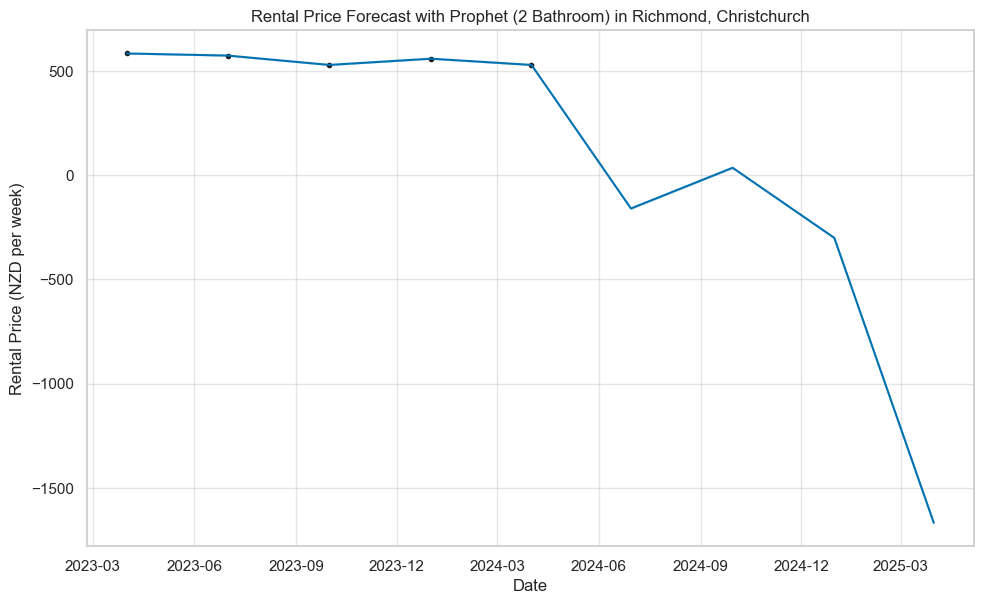 Rental Price Forecast with Prophet (2 Bathroom) in Richmond, Christchurch
Rental Price (NZD per week)
500
0
−500
−1000
−1500
2023-03 2023-06 2023-09 2023-12 2024-03 2024-06 2024-09 2024-12 2025-03
Date